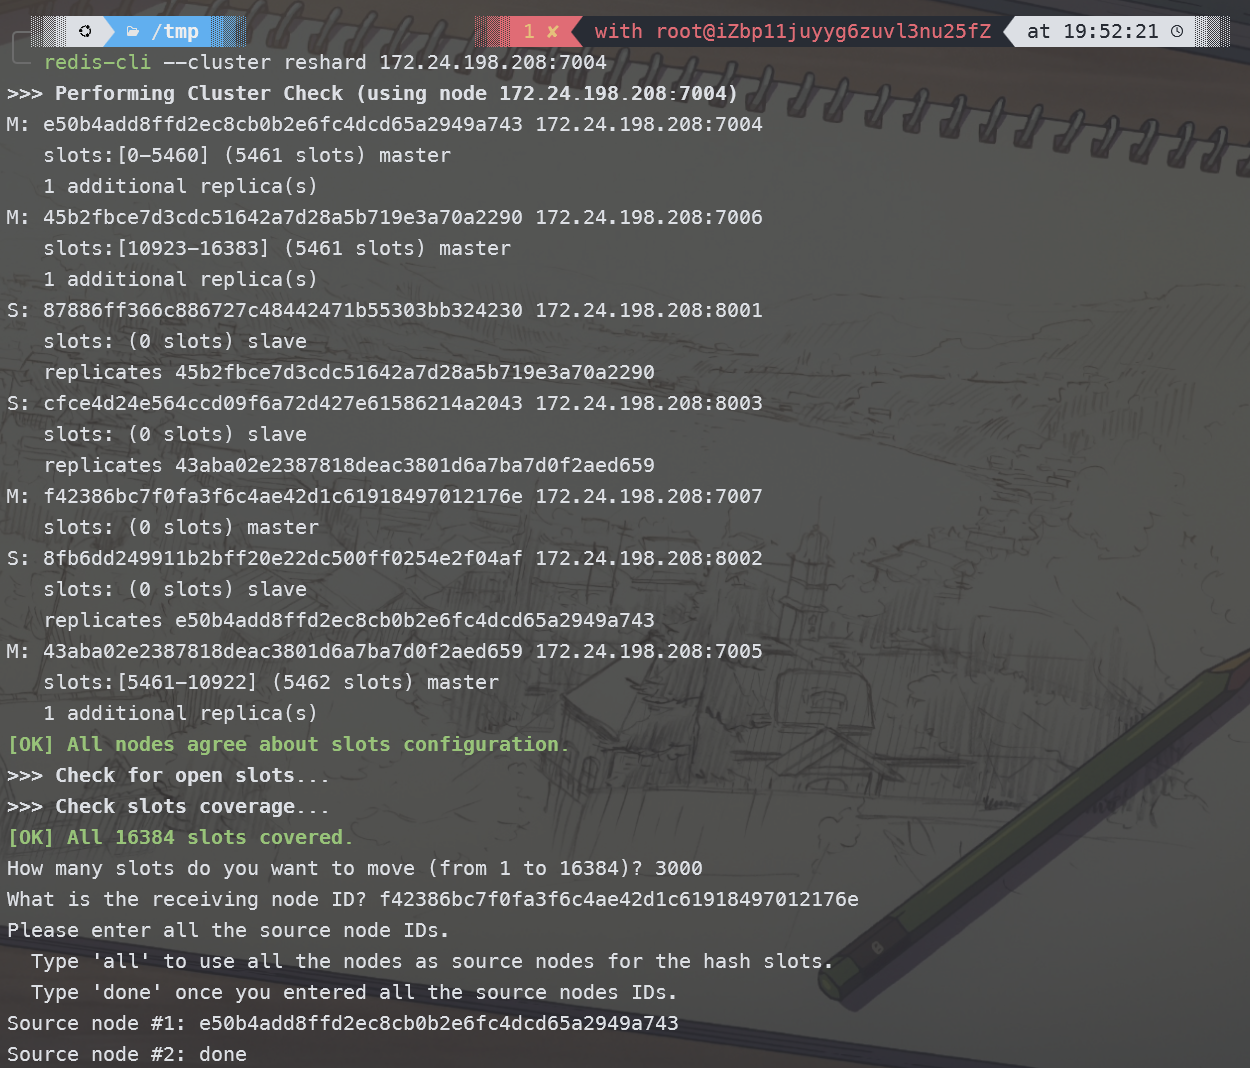 /tmp 1 ✘ with root@iZbp11juyyg6zuvl3nu25fZ at 19:52:21
redis-cli --cluster reshard 172.24.198.208:7004
>>> Performing Cluster Check (using node 172.24.198.208:7004)
M: e50b4add8ffd2ec8cb0b2e6fc4dcd65a2949a743 172.24.198.208:7004
slots:[0-5460] (5461 slots) master
1 additional replica(s)
M: 45b2fbce7d3cdc51642a7d28a5b719e3a70a2290 172.24.198.208:7006
slots:[10923-16383] (5461 slots) master
1 additional replica(s)
S: 87886ff366c886727c48442471b55303bb324230 172.24.198.208:8001
slots: (0 slots) slave
replicates 45b2fbce7d3cdc51642a7d28a5b719e3a70a2290
S: cfce4d24e564ccd09f6a72d427e61586214a2043 172.24.198.208:8003
slots: (0 slots) slave
replicates 43aba02e2387818deac3801d6a7ba7d0f2aed659
M: f42386bc7f0fa3f6c4ae42d1c61918497012176e 172.24.198.208:7007
slots: (0 slots) master
S: 8fb6dd249911b2bff20e22dc500ff0254e2f04af 172.24.198.208:8002
slots: (0 slots) slave
replicates e50b4add8ffd2ec8cb0b2e6fc4dcd65a2949a743
M: 43aba02e2387818deac3801d6a7ba7d0f2aed659 172.24.198.208:7005
slots:[5461-10922] (5462 slots) master
1 additional replica(s)
[OK] All nodes agree about slots configuration.
>>> Check for open slots...
>>> Check slots coverage...
[OK] All 16384 slots covered.
How many slots do you want to move (from 1 to 16384)? 3000
What is the receiving node ID? f42386bc7f0fa3f6c4ae42d1c61918497012176e
Please enter all the source node IDs.
Type 'all' to use all the nodes as source nodes for the hash slots.
Type 'done' once you entered all the source nodes IDs.
Source node #1: e50b4add8ffd2ec8cb0b2e6fc4dcd65a2949a743
Source node #2: done